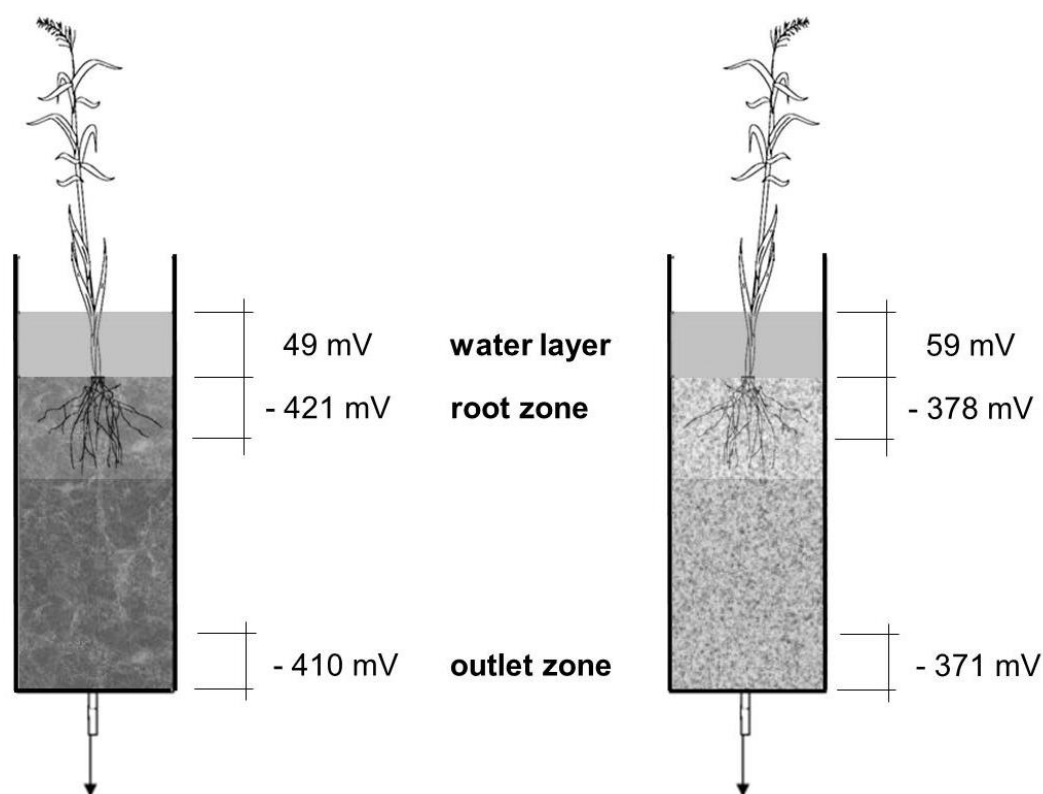 49 mV water layer 59 mV
- 421 mV root zone - 378 mV
- 410 mV outlet zone - 371 mV